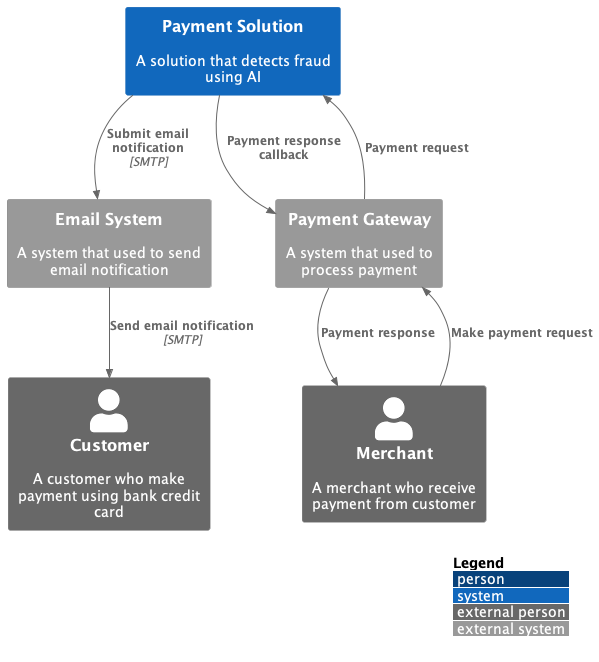 Payment Solution
A solution that detects fraud
using AI
Submit email
notification
[SMTP]
Payment response
callback
Payment request
Email System
A system that used to send
email notification
Payment Gateway
A system that used to
process payment
Send email notification
[SMTP]
Payment response
Make payment request
Customer
A customer who make
payment using bank credit
card
Merchant
A merchant who receive
payment from customer
Legend
person
system
external person
external system